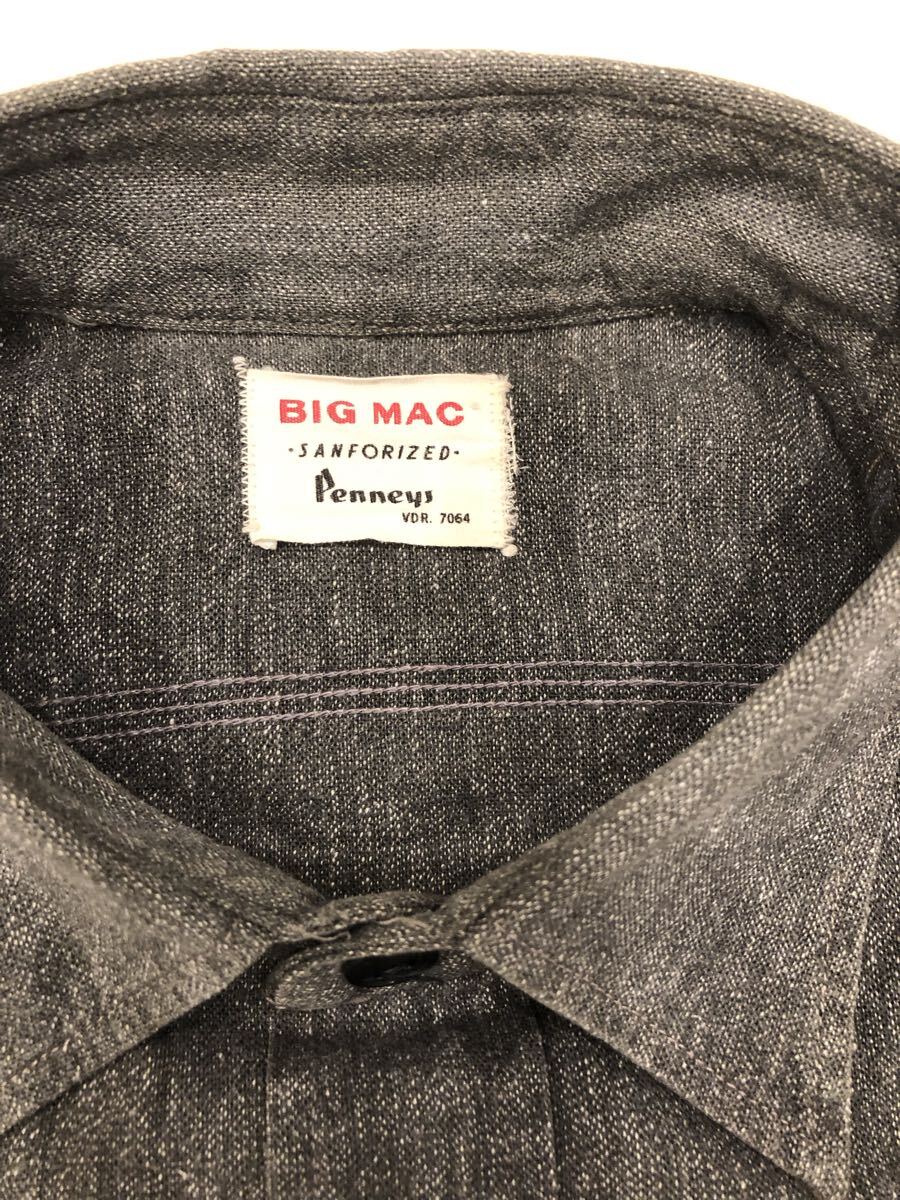 BIG MAC®
·SANFORIZED·
Penneys
VDR. 7064